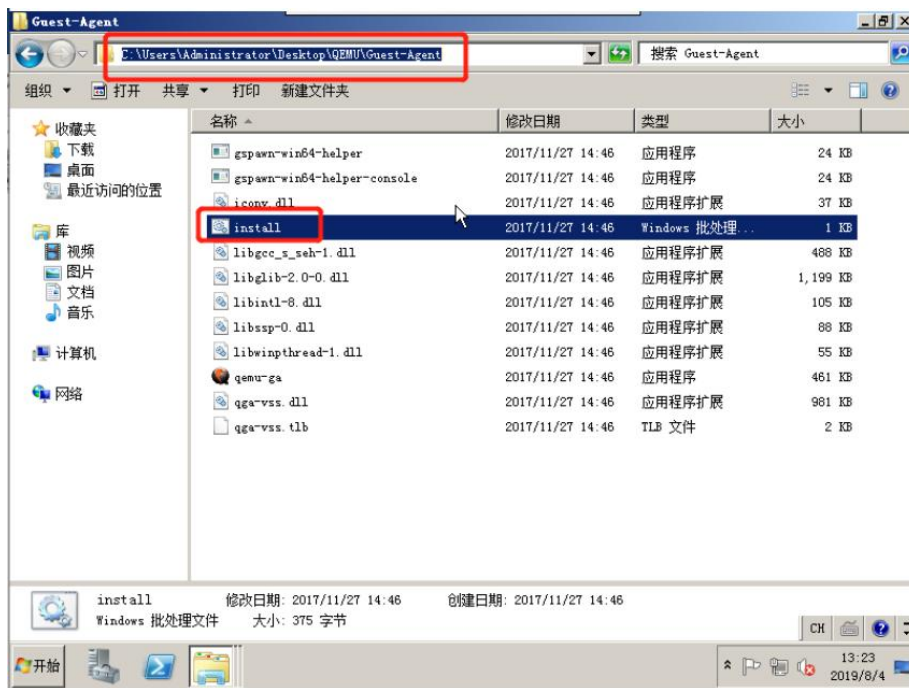 Guest-Agent
C:\Users\Administrator\Desktop\QEMU\Guest-Agent
搜索 Guest-Agent
组织 打开 共享 打印 新建文件夹
收藏夹
下载
桌面
最近访问的位置
库
视频
图片
文档
音乐
计算机
网络
名称 修改日期 类型 大小
gspawn-win64-helper 2017/11/27 14:46 应用程序 24 KB
gspawn-win64-helper-console 2017/11/27 14:46 应用程序 24 KB
iconv.dll 2017/11/27 14:46 应用程序扩展 37 KB
install 2017/11/27 14:46 Windows 批处理... 1 KB
libgcc_s_seh-1.dll 2017/11/27 14:46 应用程序扩展 488 KB
libglib-2.0-0.dll 2017/11/27 14:46 应用程序扩展 1,199 KB
libintl-8.dll 2017/11/27 14:46 应用程序扩展 105 KB
libssp-0.dll 2017/11/27 14:46 应用程序扩展 88 KB
libwinpthread-1.dll 2017/11/27 14:46 应用程序扩展 55 KB
qemu-ga 2017/11/27 14:46 应用程序 461 KB
qga-vss.dll 2017/11/27 14:46 应用程序扩展 981 KB
qga-vss.tlb 2017/11/27 14:46 TLB 文件 2 KB
install 修改日期: 2017/11/27 14:46 创建日期: 2017/11/27 14:46
Windows 批处理文件 大小: 375 字节
CH
开始
13:23
2019/8/4